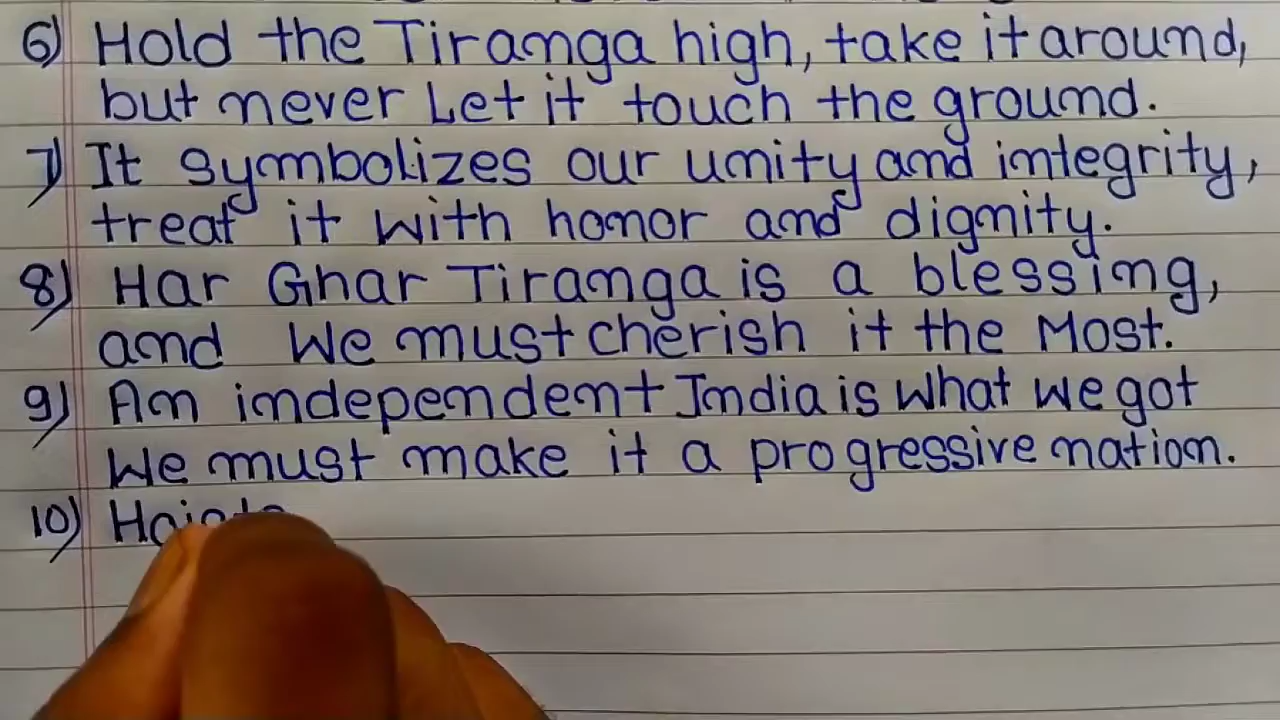 6) Hold the Tiranga high, take it around,
but never Let it touch the ground.
7) It symbolizes our unity and integrity,
treat it with honor and dignity.
8) Har Ghar Tiranga is a blessing,
and We must cherish it the Most.
9) An independent India is what we got
We must make it a progressive nation.
10)